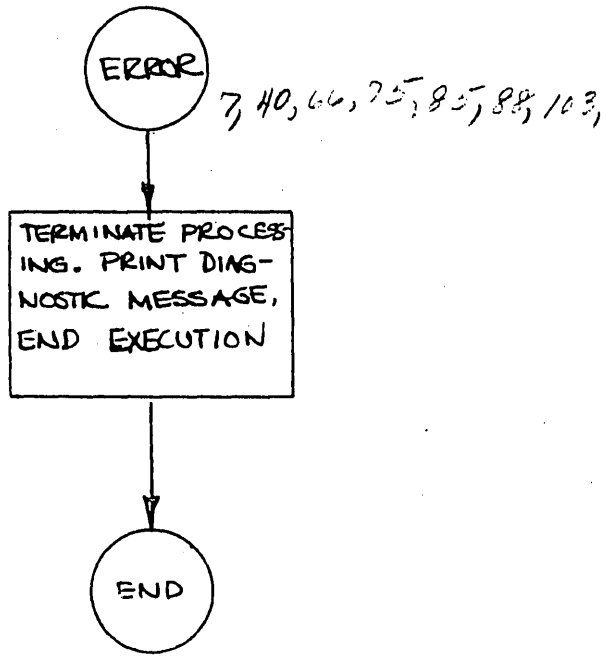 ERROR
7, 40, 66, 75, 85, 88, 103,
TERMINATE PROCESS-
ING. PRINT DIAG-
NOSTIC MESSAGE,
END EXECUTION
END